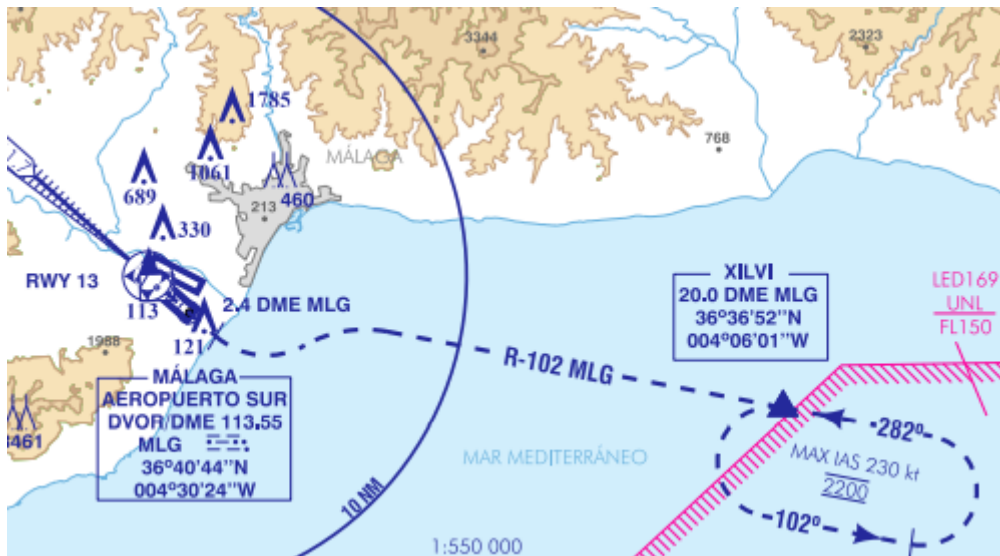 3344
2323
1785
768
MÁLAGA
1061
689
460
213
330
XILVI
20.0 DME MLG
36º36'52"N
004º06'01"W
LED169
UNL
FL150
RWY 13
2.4 DME MLG
113
121
1988
R-102 MLG
MÁLAGA
AEROPUERTO SUR
DVOR/DME 113.55
MLG
36º40'44"N
004º30'24"W
282º
MAR MEDITERRÁNEO
MAX IAS 230 kt
2200
10 NM
102º
1:550 000